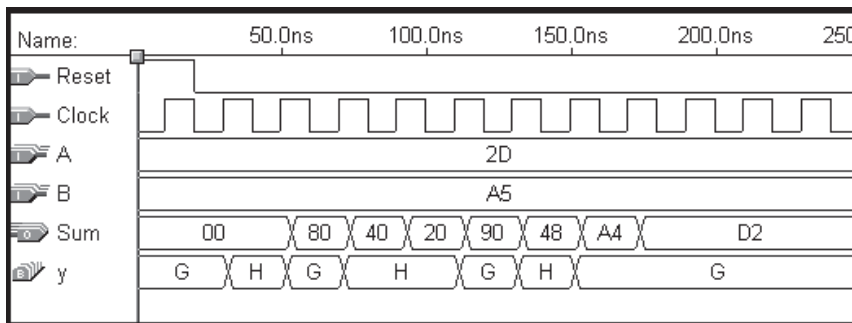 Name: 50.0ns 100.0ns 150.0ns 200.0ns 250
Reset
Clock
A 2D
B A5
Sum 00 80 40 20 90 48 A4 D2
y G H G H G H G